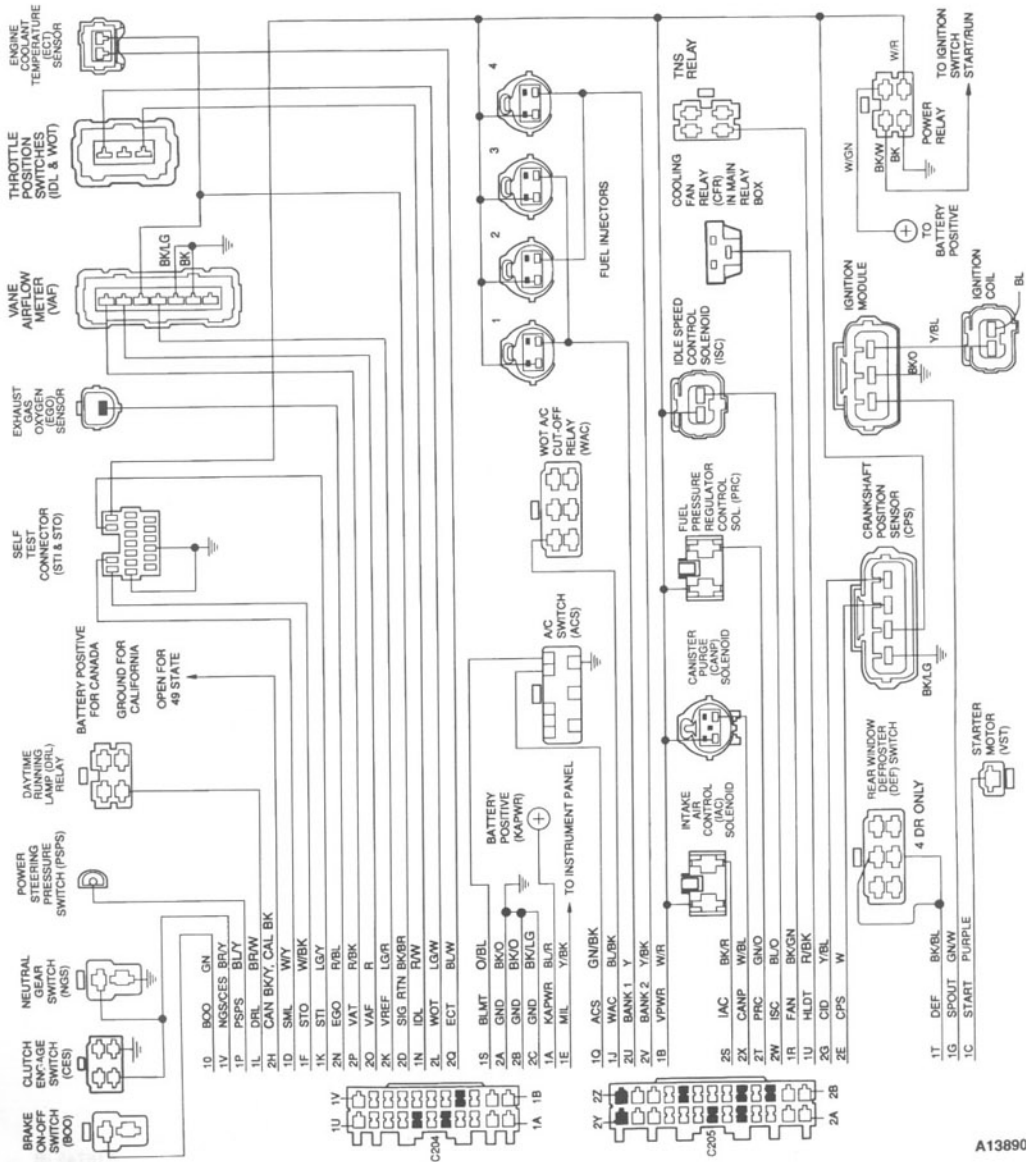 BRAKE
ON-OFF
SWITCH
(BOO)
CLUTCH
ENGAGE
SWITCH
(CES)
NEUTRAL
GEAR
SWITCH
(NGS)
POWER
STEERING
PRESSURE
SWITCH (PSPS)
DAYTIME
RUNNING
LAMP (DRL)
RELAY
BATTERY POSITIVE
FOR CANADA
GROUND FOR
CALIFORNIA
OPEN FOR
49 STATE
SELF
TEST
CONNECTOR
(STI & STO)
EXHAUST
GAS
OXYGEN
(EGO)
SENSOR
VANE
AIRFLOW
METER
(VAF)
BK/LG
BK
THROTTLE
POSITION
SWITCHES
(IDL & WOT)
ENGINE
COOLANT
TEMPERATURE
(ECT)
SENSOR
1O BOO GN
1V NGS/CES BR/Y
1P PSPS BL/Y
1L DRL BR/W
2H CAN BK/Y, CAL BK
1D SML W/Y
1F STO W/BK
1K STI LG/Y
2N EGO R/BL
2P VAT R/BK
2O VAF R
2K VREF LG/R
2D SIG RTN BK/BR
1N IDL R/W
2L WOT LG/W
2Q ECT BL/W
1S BLMT O/BL
2A GND BK/O
2B GND BK/O
2C GND BK/LG
1A KAPWR BL/R
1E MIL Y/BK
TO INSTRUMENT PANEL
BATTERY
POSITIVE
(KAPWR)
1Q ACS GN/BK
1J WAC BL/BK
2U BANK 1 Y
2V BANK 2 Y/BK
1B VPWR W/R
A/C
SWITCH
(ACS)
WOT A/C
CUT-OFF
RELAY
(WAC)
1
2
3
4
FUEL INJECTORS
2S IAC BK/R
2X CANP W/BL
2T PRC GN/O
2W ISC BL/O
1R FAN BK/GN
1U HLDT R/BK
2G CID Y/BL
2E CPS W
INTAKE
AIR
CONTROL
(IAC)
SOLENOID
CANISTER
PURGE
(CANP)
SOLENOID
FUEL
PRESSURE
REGULATOR
CONTROL
SOL. (PRC)
IDLE SPEED
CONTROL
SOLENOID
(ISC)
COOLING
FAN
RELAY
(CFR)
IN MAIN
RELAY
BOX
TNS
RELAY
1T DEF BK/BL
1G SPOUT GN/W
1C START PURPLE
REAR WINDOW
DEFROSTER
(DEF) SWITCH
4 DR ONLY
STARTER
MOTOR
(VST)
CRANKSHAFT
POSITION
SENSOR
(CPS)
BK/LG
IGNITION
MODULE
BK/O
Y/BL
IGNITION
COIL
BL
TO
BATTERY
POSITIVE
W/GN
BK/W
BK
W/R
POWER
RELAY
TO IGNITION
SWITCH
START/RUN
1U
1V
1A
1B
C204
2Y
2Z
2A
2B
C205
A13890